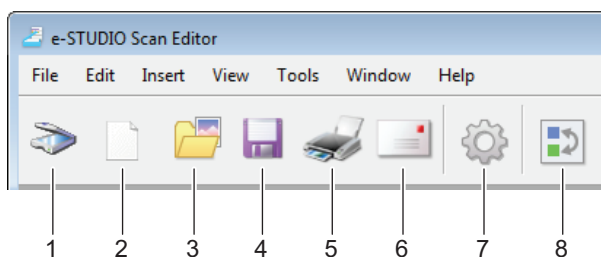 e-STUDIO Scan Editor
File Edit Insert View Tools Window Help
1 2 3 4 5 6 7 8